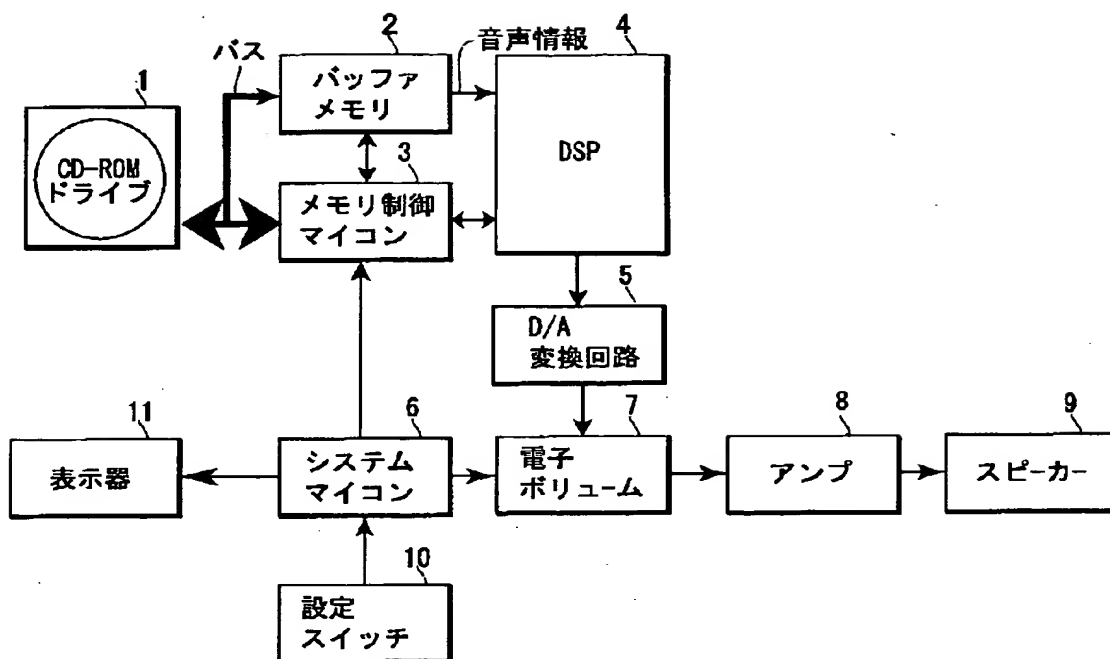 1
CD-ROM
ドライブ
バス
2
バッファ
メモリ
音声情報
4
DSP
3
メモリ制御
マイコン
5
D/A
変換回路
11
表示器
6
システム
マイコン
7
電子
ボリューム
8
アンプ
9
スピーカー
10
設定
スイッチ